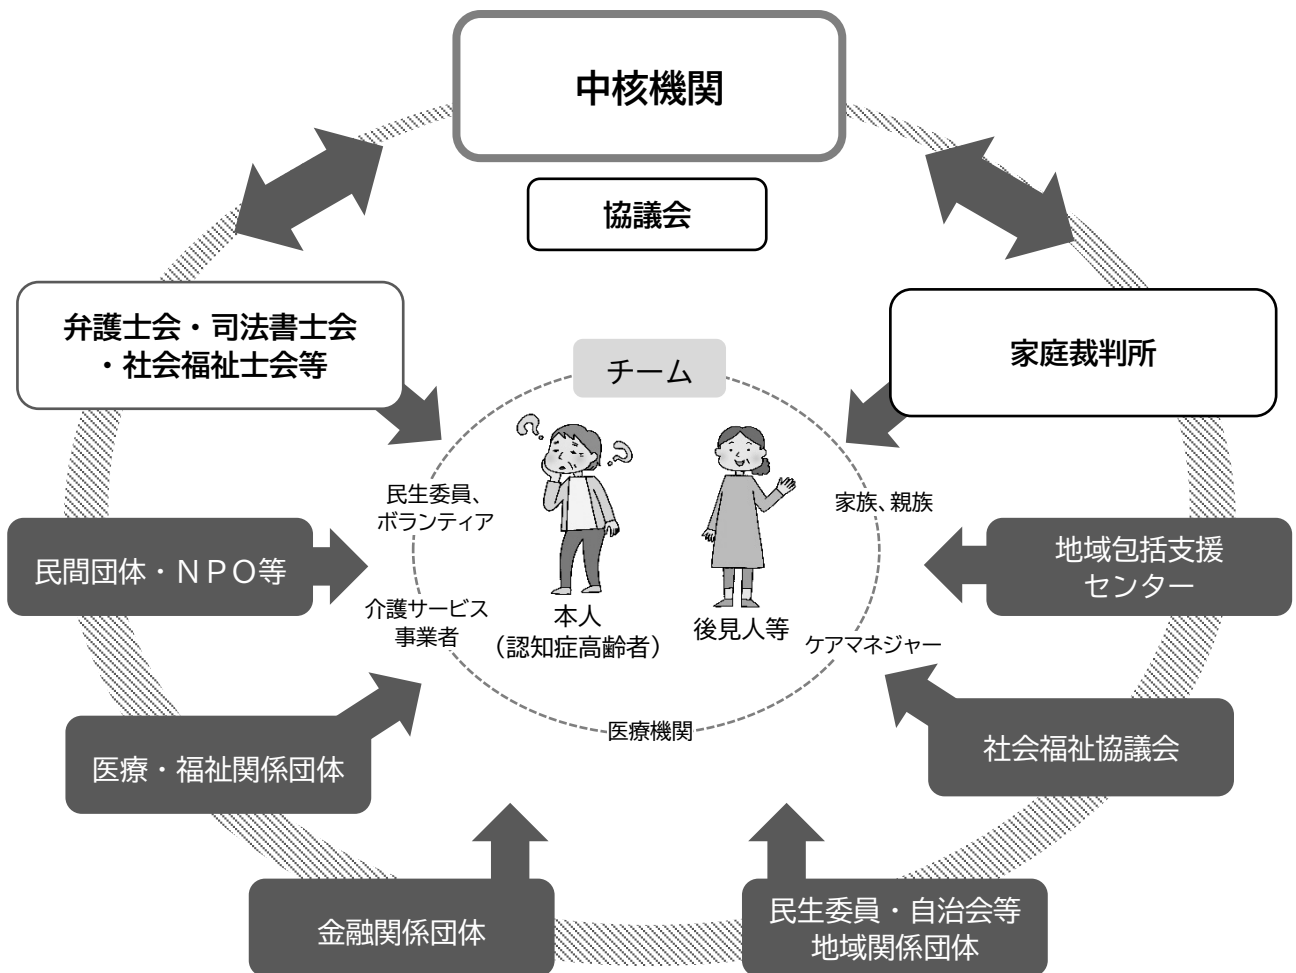 中核機関
協議会
弁護士会・司法書士会
・社会福祉士会等
家庭裁判所
チーム
民生委員、
ボランティア
家族、親族
民間団体・ＮＰＯ等
地域包括支援
センター
介護サービス
事業者
本人
（認知症高齢者）
後見人等
ケアマネジャー
医療機関
医療・福祉関係団体
社会福祉協議会
金融関係団体
民生委員・自治会等
地域関係団体